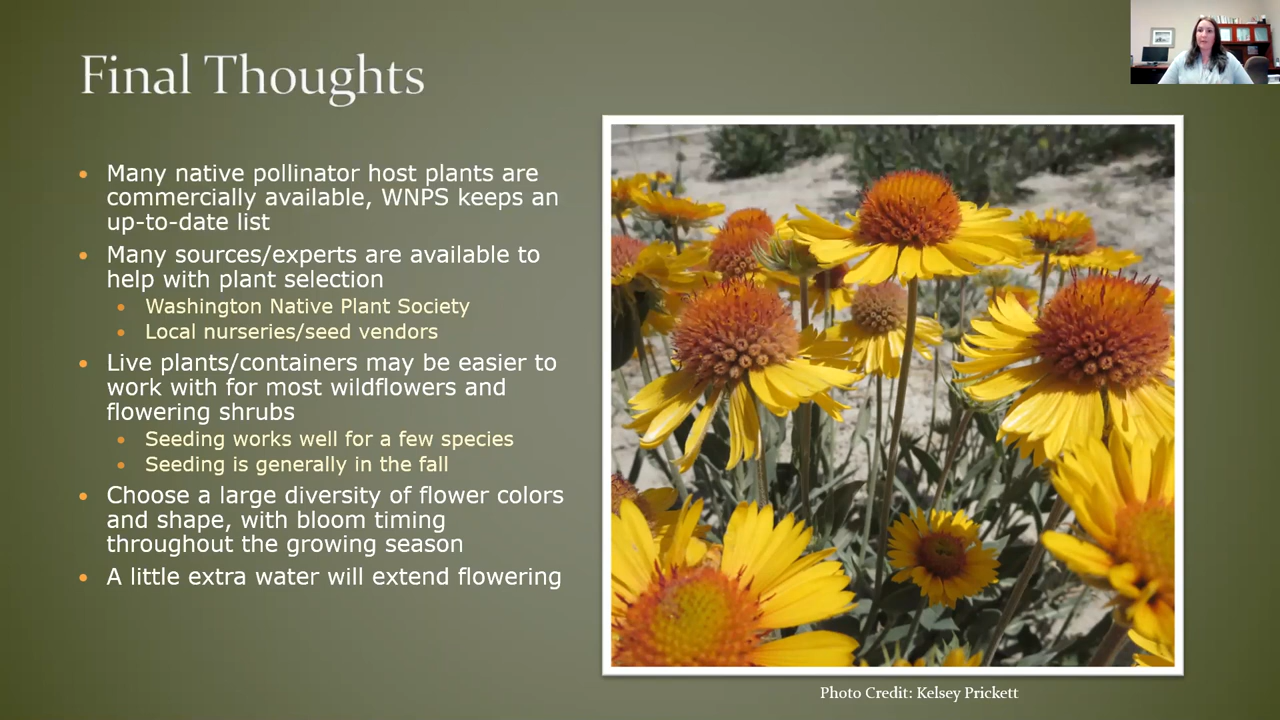 Final Thoughts
• Many native pollinator host plants are
commercially available, WNPS keeps an
up-to-date list
• Many sources/experts are available to
help with plant selection
• Washington Native Plant Society
• Local nurseries/seed vendors
• Live plants/containers may be easier to
work with for most wildflowers and
flowering shrubs
• Seeding works well for a few species
• Seeding is generally in the fall
• Choose a large diversity of flower colors
and shape, with bloom timing
throughout the growing season
• A little extra water will extend flowering
Photo Credit: Kelsey Prickett